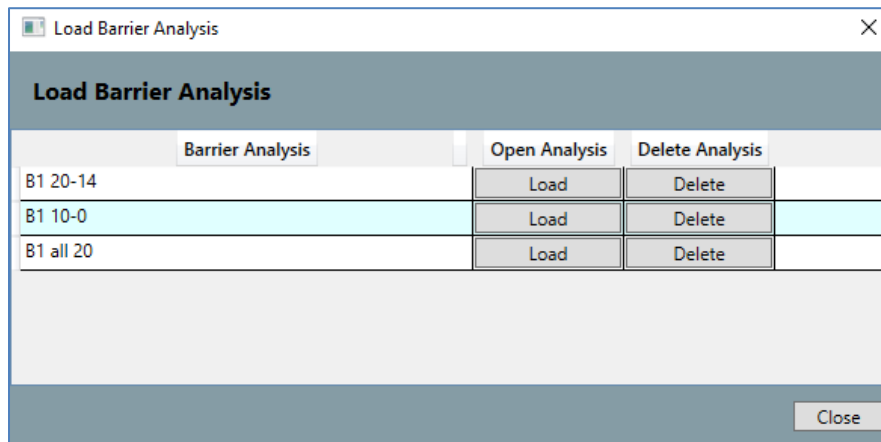 Load Barrier Analysis
Load Barrier Analysis
Barrier Analysis Open Analysis Delete Analysis
B1 20-14 Load Delete
B1 10-0 Load Delete
B1 all 20 Load Delete
Close